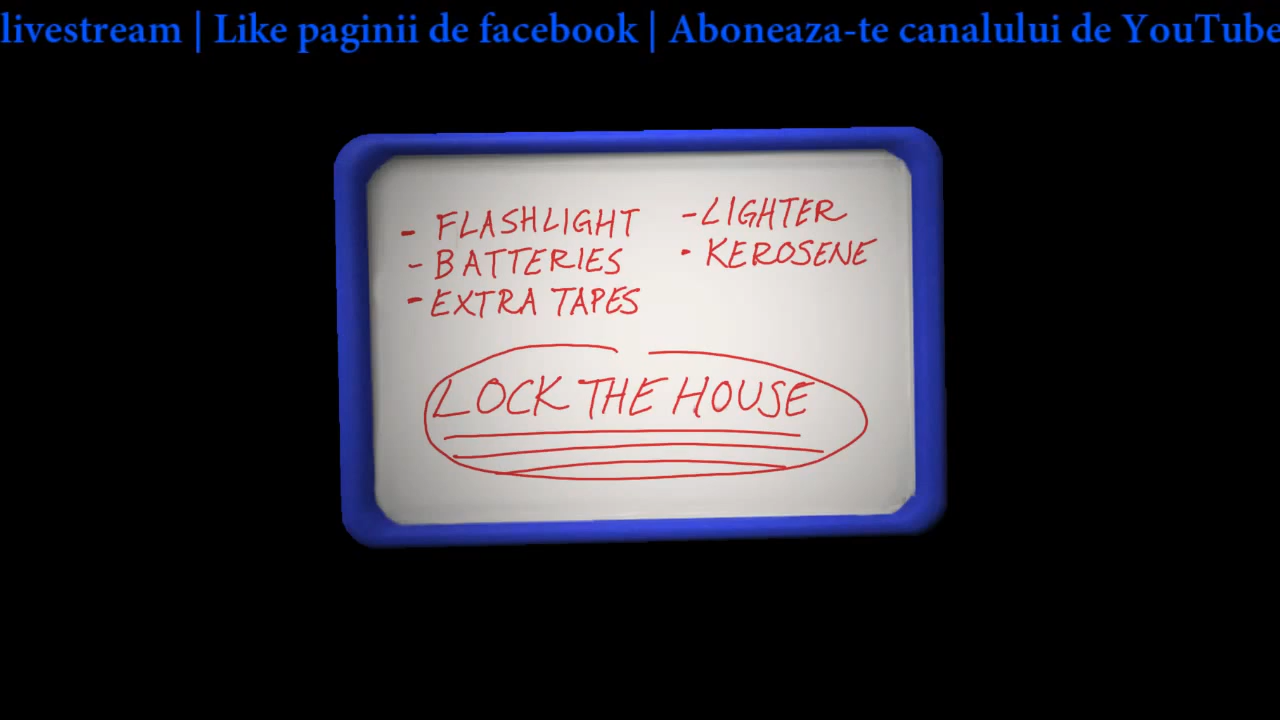 livestream | Like paginii de facebook | Aboneaza-te canalului de YouTube
- FLASHLIGHT
- BATTERIES
- EXTRA TAPES
- LIGHTER
- KEROSENE
LOCK THE HOUSE